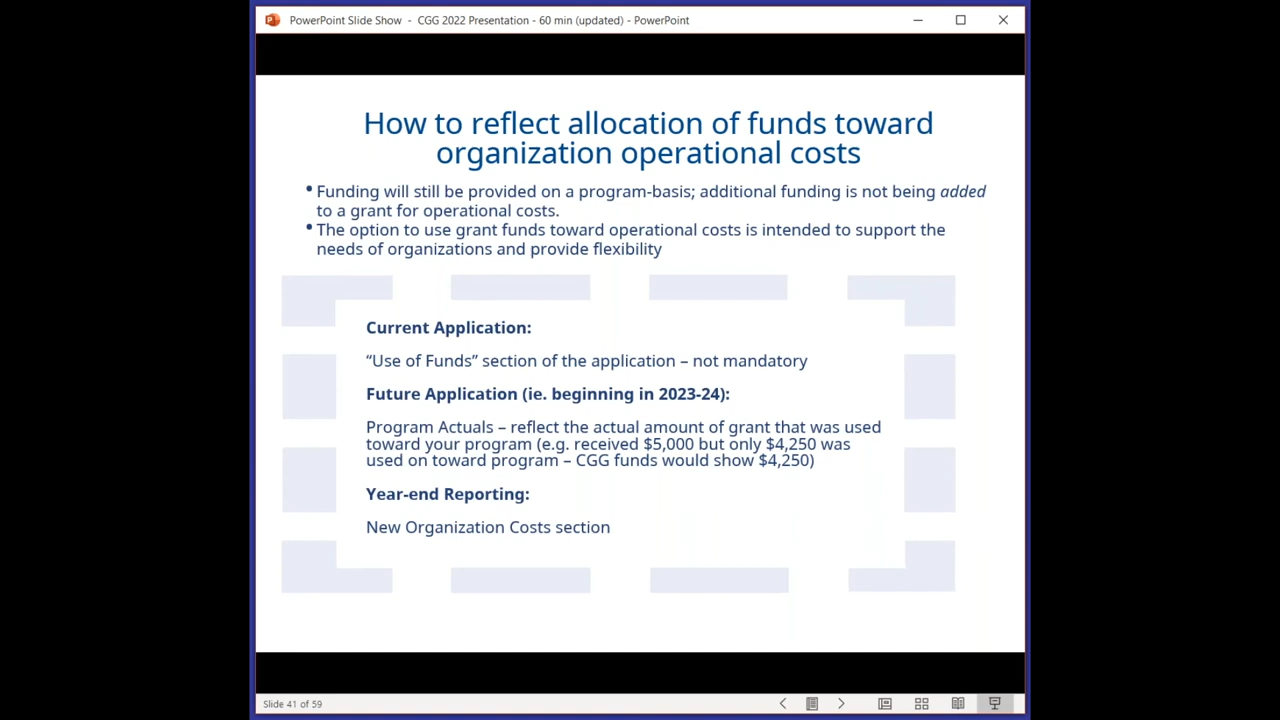 PowerPoint Slide Show - CGG 2022 Presentation - 60 min (updated) - PowerPoint
How to reflect allocation of funds toward
organization operational costs
• Funding will still be provided on a program-basis; additional funding is not being added
to a grant for operational costs.
• The option to use grant funds toward operational costs is intended to support the
needs of organizations and provide flexibility
Current Application:
“Use of Funds” section of the application – not mandatory
Future Application (ie. beginning in 2023-24):
Program Actuals – reflect the actual amount of grant that was used
toward your program (e.g. received $5,000 but only $4,250 was
used on toward program – CGG funds would show $4,250)
Year-end Reporting:
New Organization Costs section
Slide 41 of 59